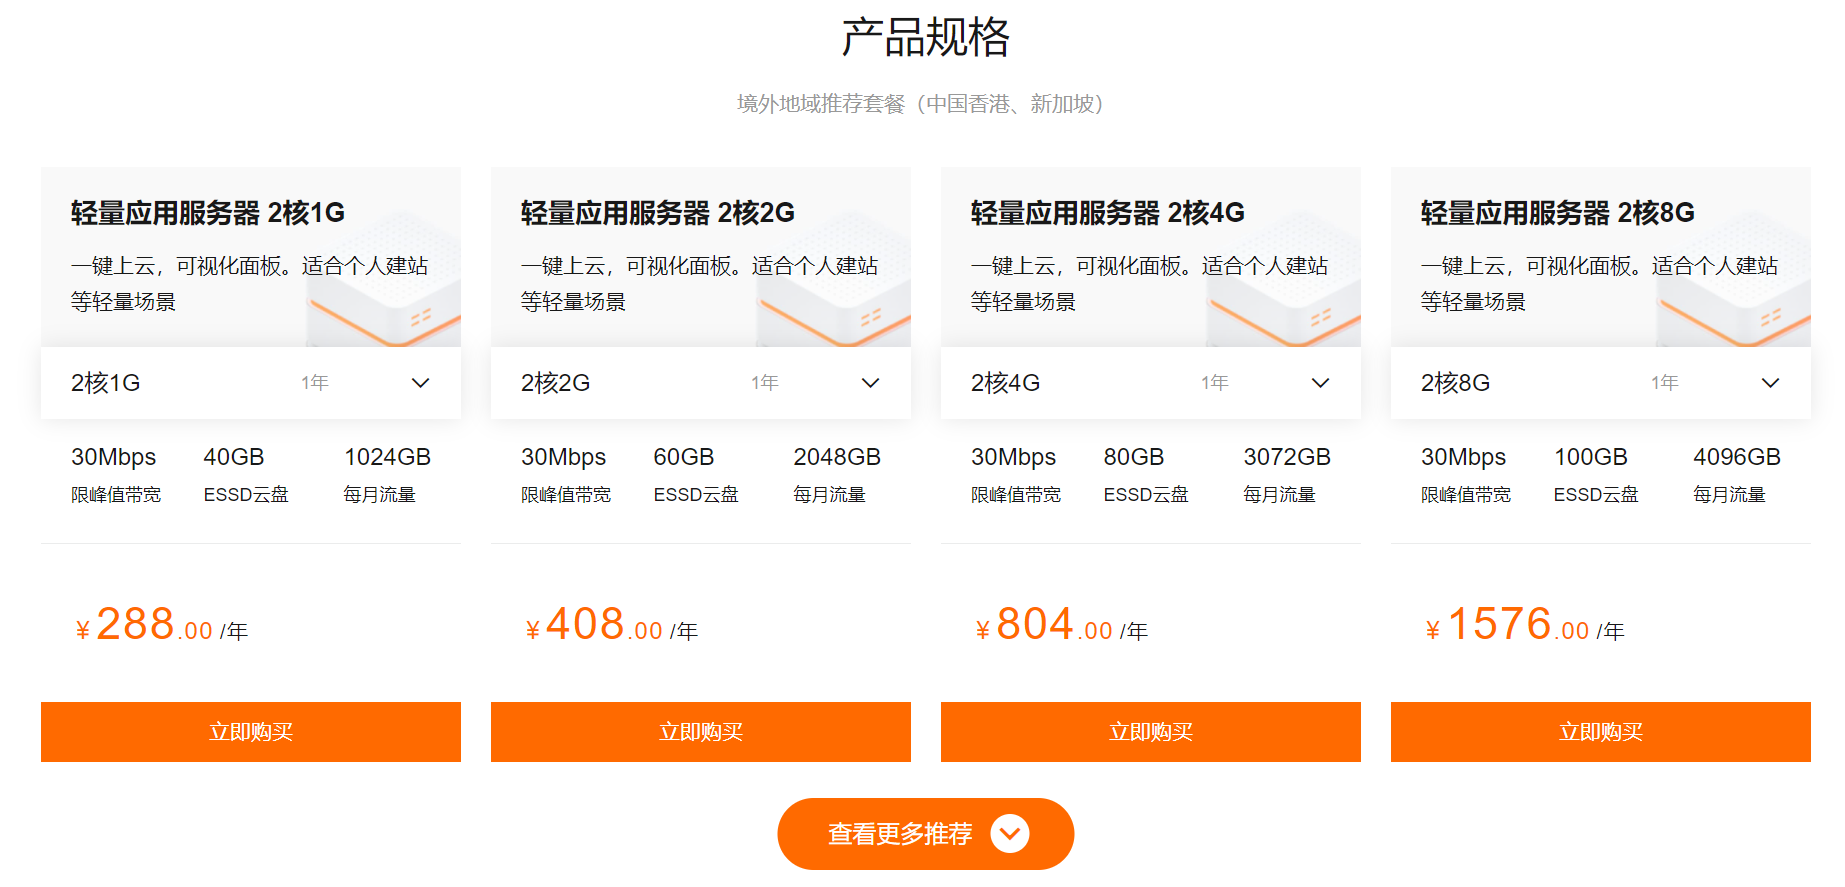 产品规格
境外地域推荐套餐（中国香港、新加坡）
轻量应用服务器 2核1G
一键上云，可视化面板。适合个人建站
等轻量场景
2核1G 1年
30Mbps 40GB 1024GB
限峰值带宽 ESSD云盘 每月流量
¥288.00 /年
立即购买
轻量应用服务器 2核2G
一键上云，可视化面板。适合个人建站
等轻量场景
2核2G 1年
30Mbps 60GB 2048GB
限峰值带宽 ESSD云盘 每月流量
¥408.00 /年
立即购买
轻量应用服务器 2核4G
一键上云，可视化面板。适合个人建站
等轻量场景
2核4G 1年
30Mbps 80GB 3072GB
限峰值带宽 ESSD云盘 每月流量
¥804.00 /年
立即购买
轻量应用服务器 2核8G
一键上云，可视化面板。适合个人建站
等轻量场景
2核8G 1年
30Mbps 100GB 4096GB
限峰值带宽 ESSD云盘 每月流量
¥1576.00 /年
立即购买
查看更多推荐